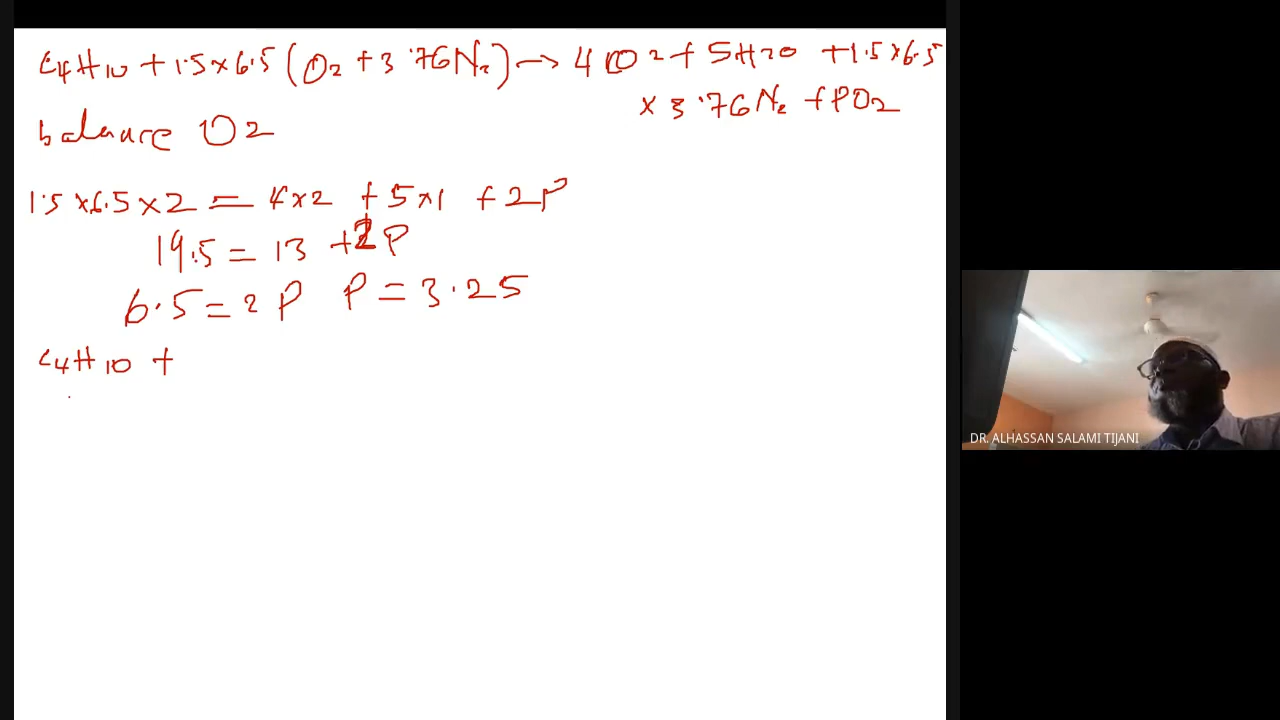 C4H10 + 1.5×6.5 (O2 + 3.76N2) → 4CO2 + 5H2O + 1.5×6.5
× 3.76N2 + PO2
balance O2
1.5×6.5×2 = 4×2 + 5×1 + 2P
19.5 = 13 + 2P
6.5 = 2P P = 3.25
C4H10 +
DR. ALHASSAN SALAMI TIJANI